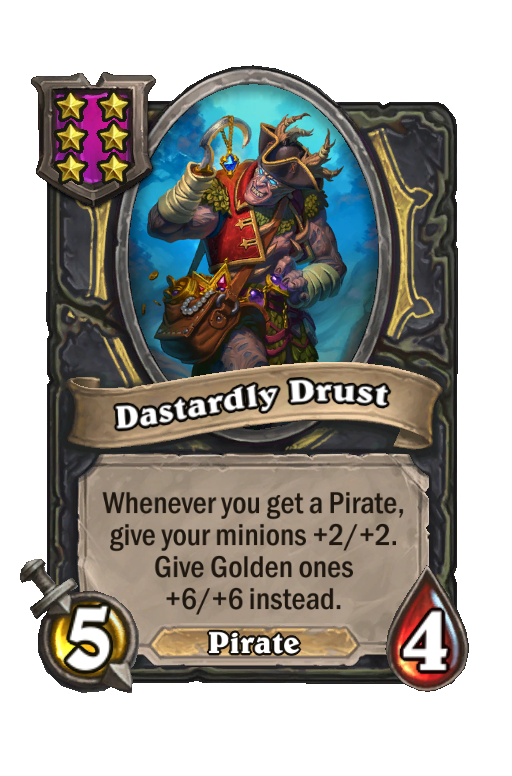 Dastardly Drust
Whenever you get a Pirate,
give your minions +2/+2.
Give Golden ones
+6/+6 instead.
5
Pirate
4